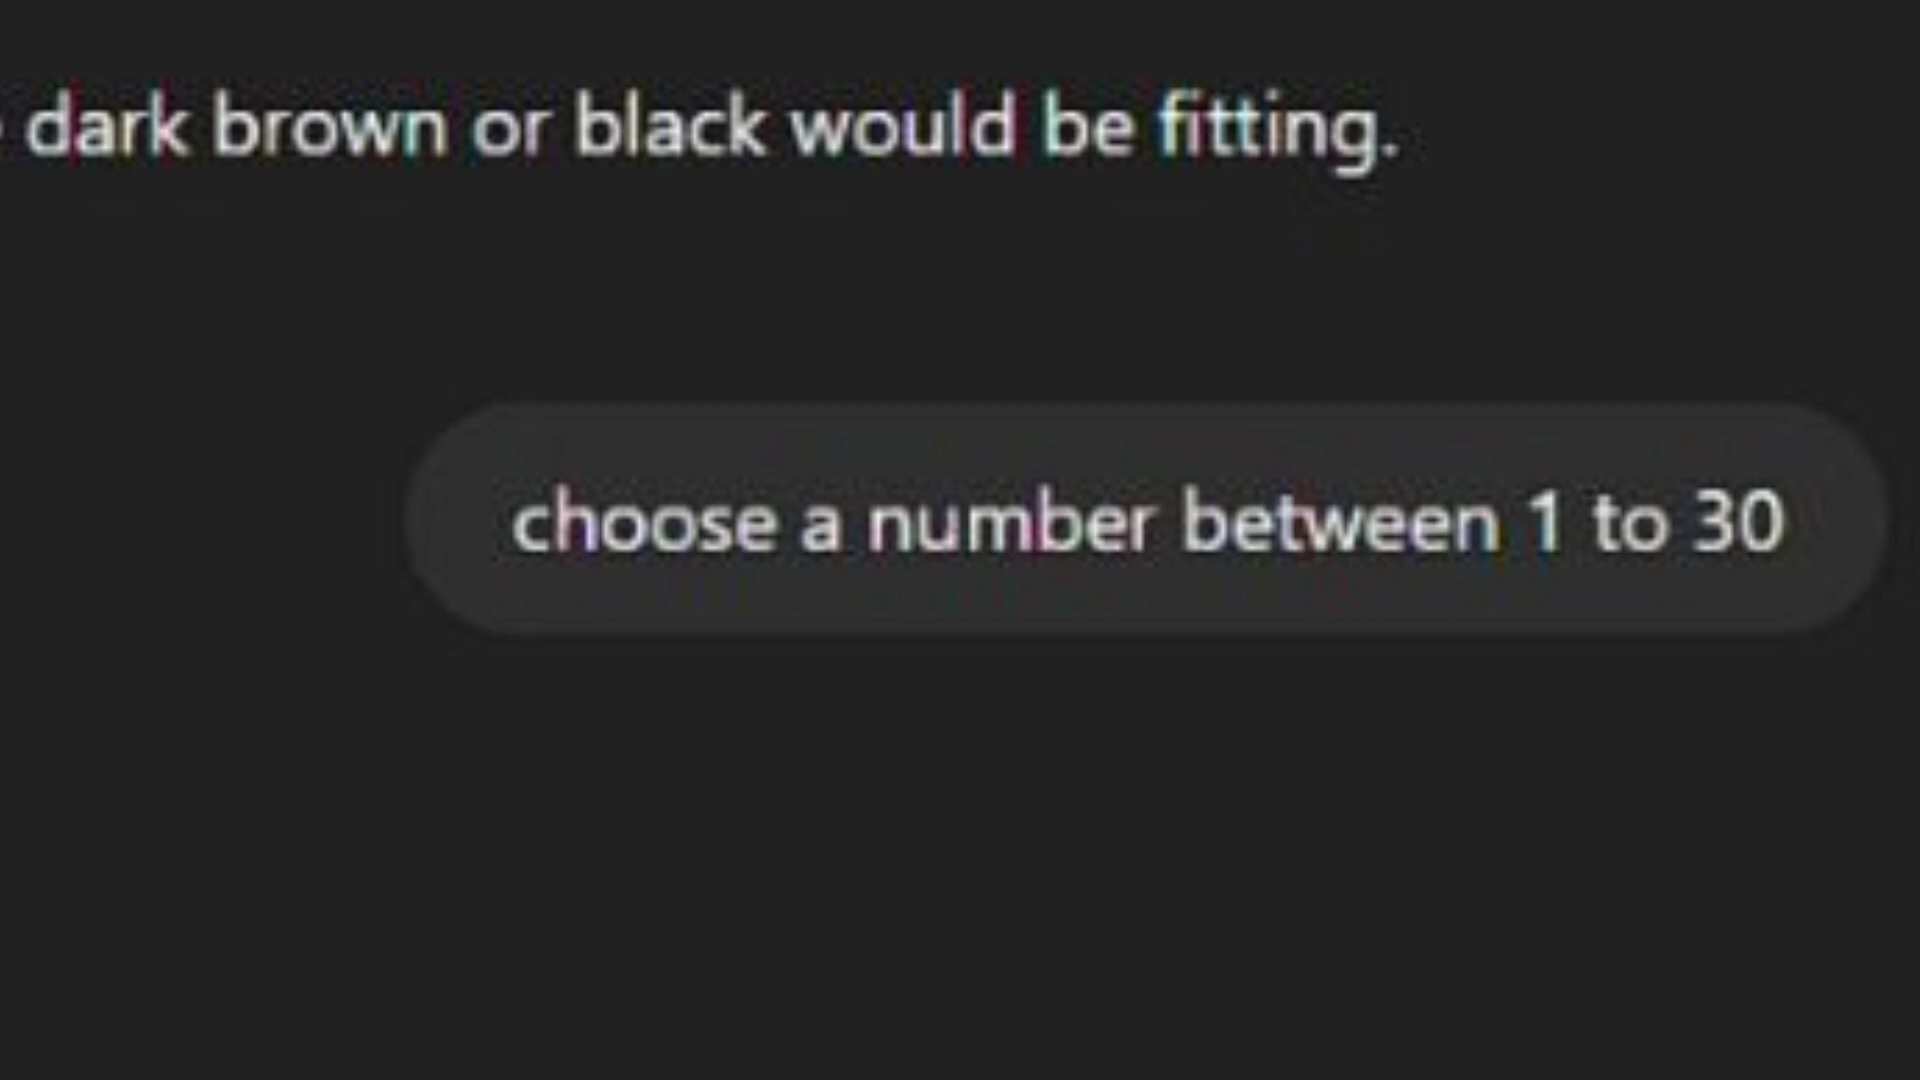 dark brown or black would be fitting.
choose a number between 1 to 30